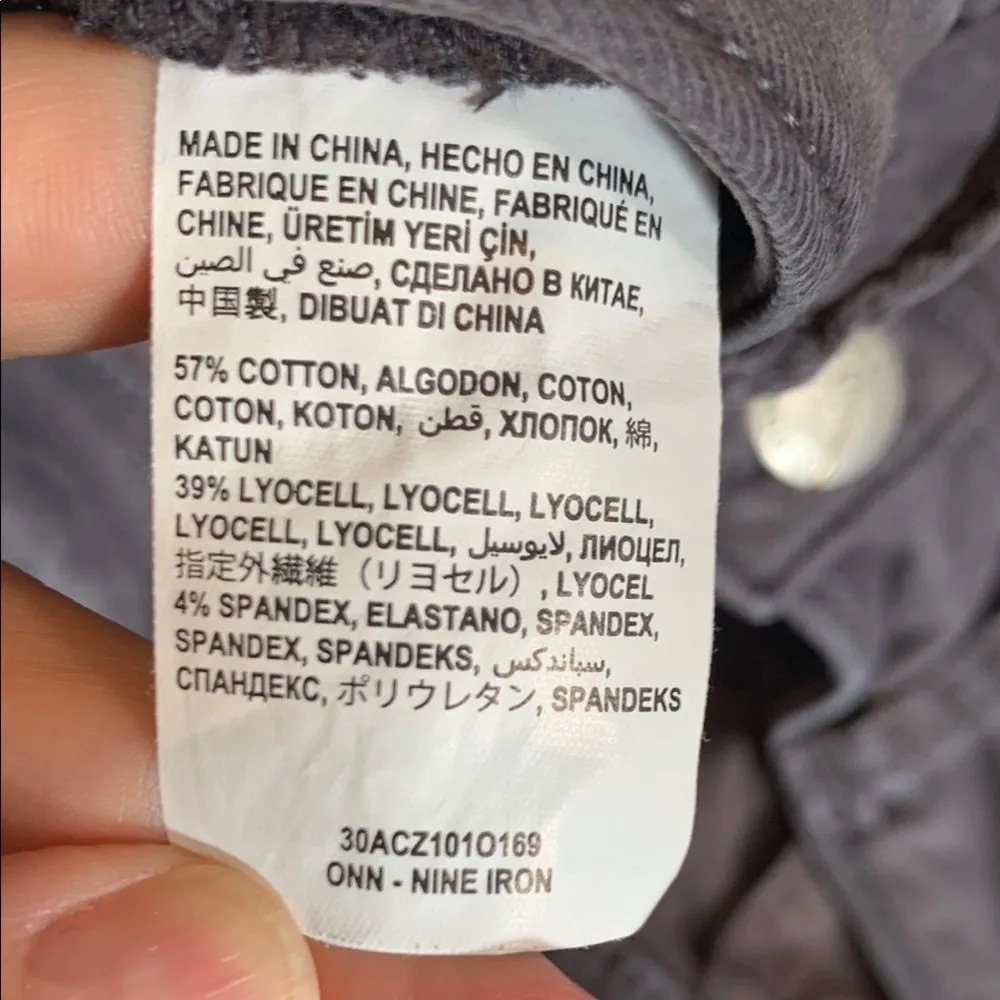 MADE IN CHINA, HECHO EN CHINA,
FABRIQUE EN CHINE, FABRIQUÉ EN
CHINE, ÜRETİM YERİ ÇİN,
صنع في الصين, СДЕЛАНО В КИТАЕ,
中国製, DIBUAT DI CHINA
57% COTTON, ALGODON, COTON,
COTON, KOTON, قطن, ХЛОПОК, 綿,
KATUN
39% LYOCELL, LYOCELL, LYOCELL,
LYOCELL, LYOCELL, لايوسيل, ЛИОЦЕЛ,
指定外繊維（リヨセル）, LYOCEL
4% SPANDEX, ELASTANO, SPANDEX,
SPANDEX, SPANDEKS, سباندكس,
СПАНДЕКС, ポリウレタン, SPANDEKS
30ACZ101O169
ONN - NINE IRON